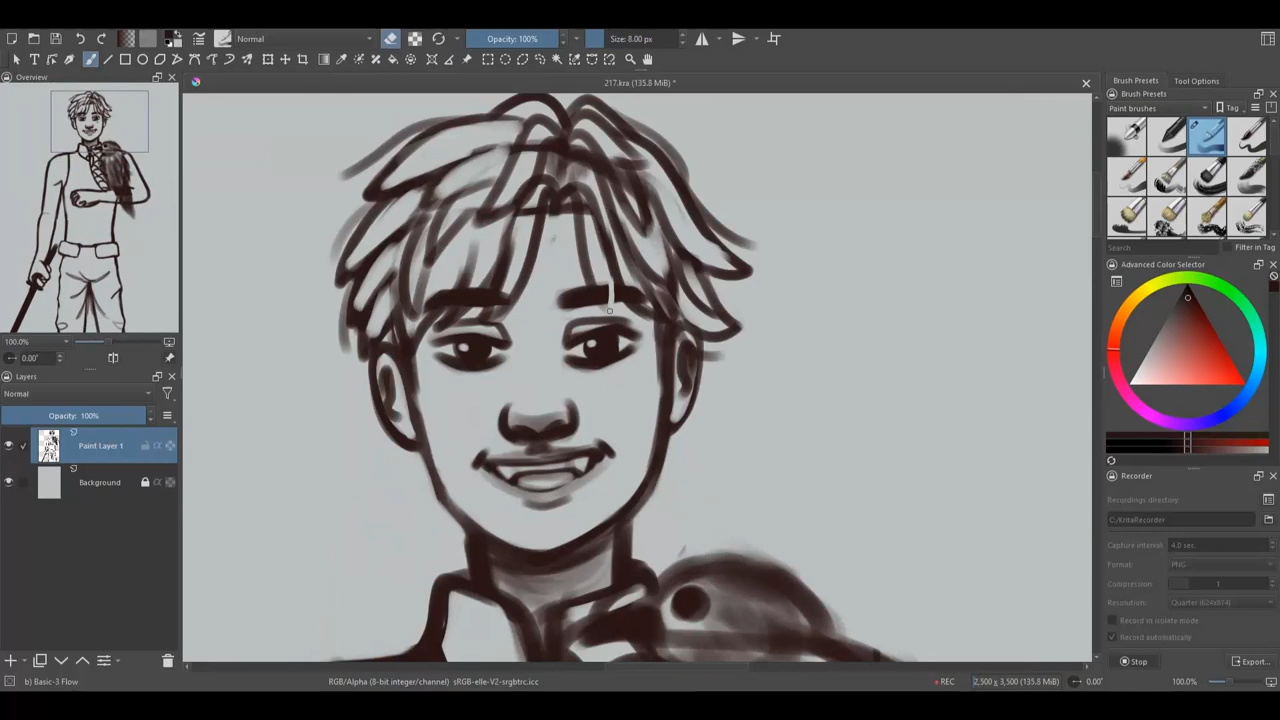 Normal
Opacity: 100%
Size: 8.00 px
Overview
217.kra (135.8 MiB) *
Brush Presets
Tool Options
Brush Presets
Paint brushes
Tag
Search
Filter in Tag
100.0%
0.00°
Layers
Normal
Opacity: 100%
Paint Layer 1
Background
Advanced Color Selector
Recorder
Recordings directory
C:/KritaRecorder
Capture interval:
4.0 sec.
Format:
PNG
Compression:
1
Resolution:
Quarter (624x874)
Record in isolate mode
Record automatically
Stop
Export...
b) Basic-3 Flow
RGB/Alpha (8-bit integer/channel) sRGB-elle-V2-srgbtrc.icc
REC
2,500 x 3,500 (135.8 MiB)
0.00°
100.0%